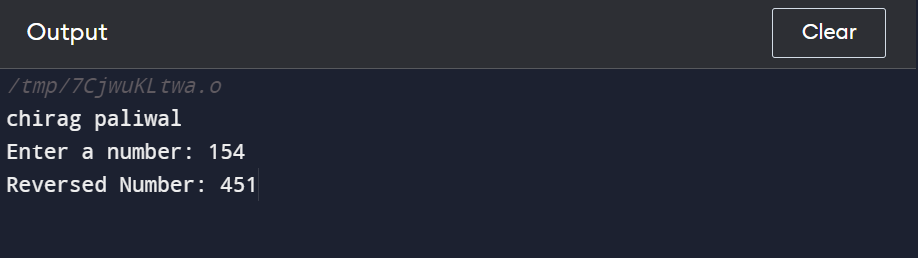 Output
Clear
/tmp/7CjwuKLtwa.o
chirag paliwal
Enter a number: 154
Reversed Number: 451